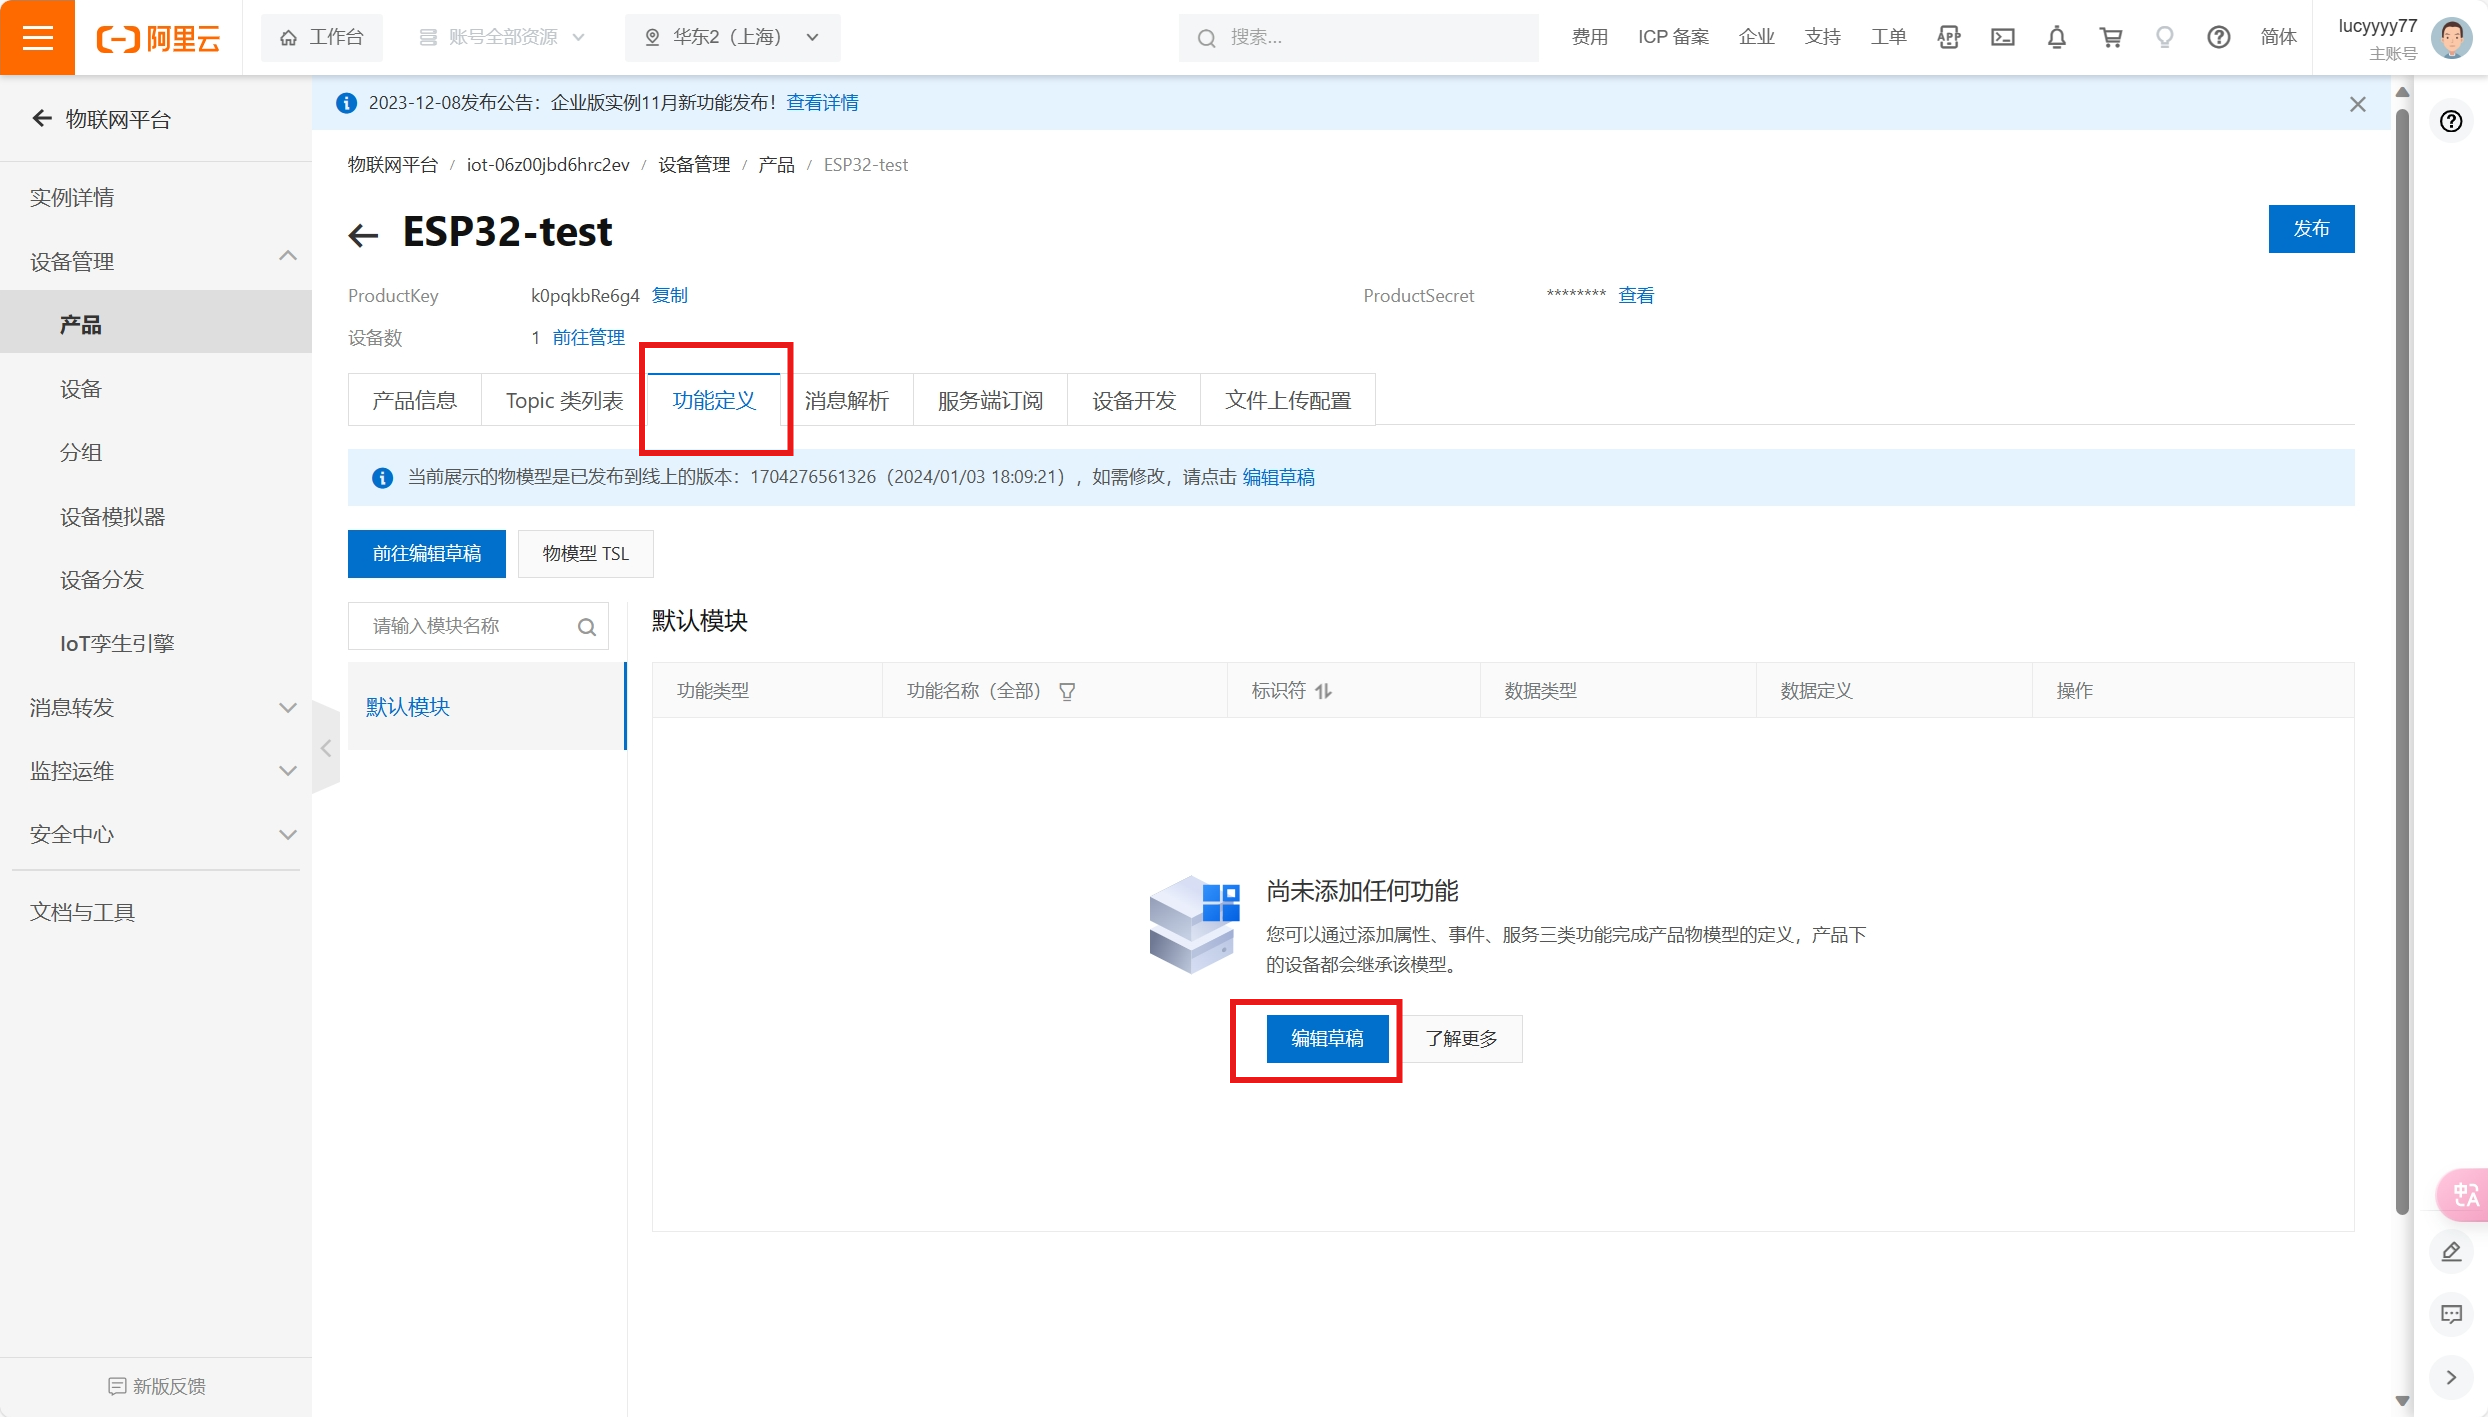 阿里云 工作台 账号全部资源 华东2（上海） 搜索... 费用 ICP 备案 企业 支持 工单 APP 简体 lucyyyy77
主账号
物联网平台
实例详情
设备管理
产品
设备
分组
设备模拟器
设备分发
IoT孪生引擎
消息转发
监控运维
安全中心
文档与工具
新版反馈
2023-12-08发布公告：企业版实例11月新功能发布！查看详情
物联网平台 / iot-06z00jbd6hrc2ev / 设备管理 / 产品 / ESP32-test
ESP32-test
发布
ProductKey k0pqkbRe6g4 复制 ProductSecret ******** 查看
设备数 1 前往管理
产品信息 Topic 类列表 功能定义 消息解析 服务端订阅 设备开发 文件上传配置
当前展示的物模型是已发布到线上的版本：1704276561326（2024/01/03 18:09:21），如需修改，请点击 编辑草稿
前往编辑草稿 物模型 TSL
请输入模块名称
默认模块
默认模块
功能类型 功能名称（全部） 标识符 数据类型 数据定义 操作
尚未添加任何功能
您可以通过添加属性、事件、服务三类功能完成产品物模型的定义，产品下
的设备都会继承该模型。
编辑草稿 了解更多
中A